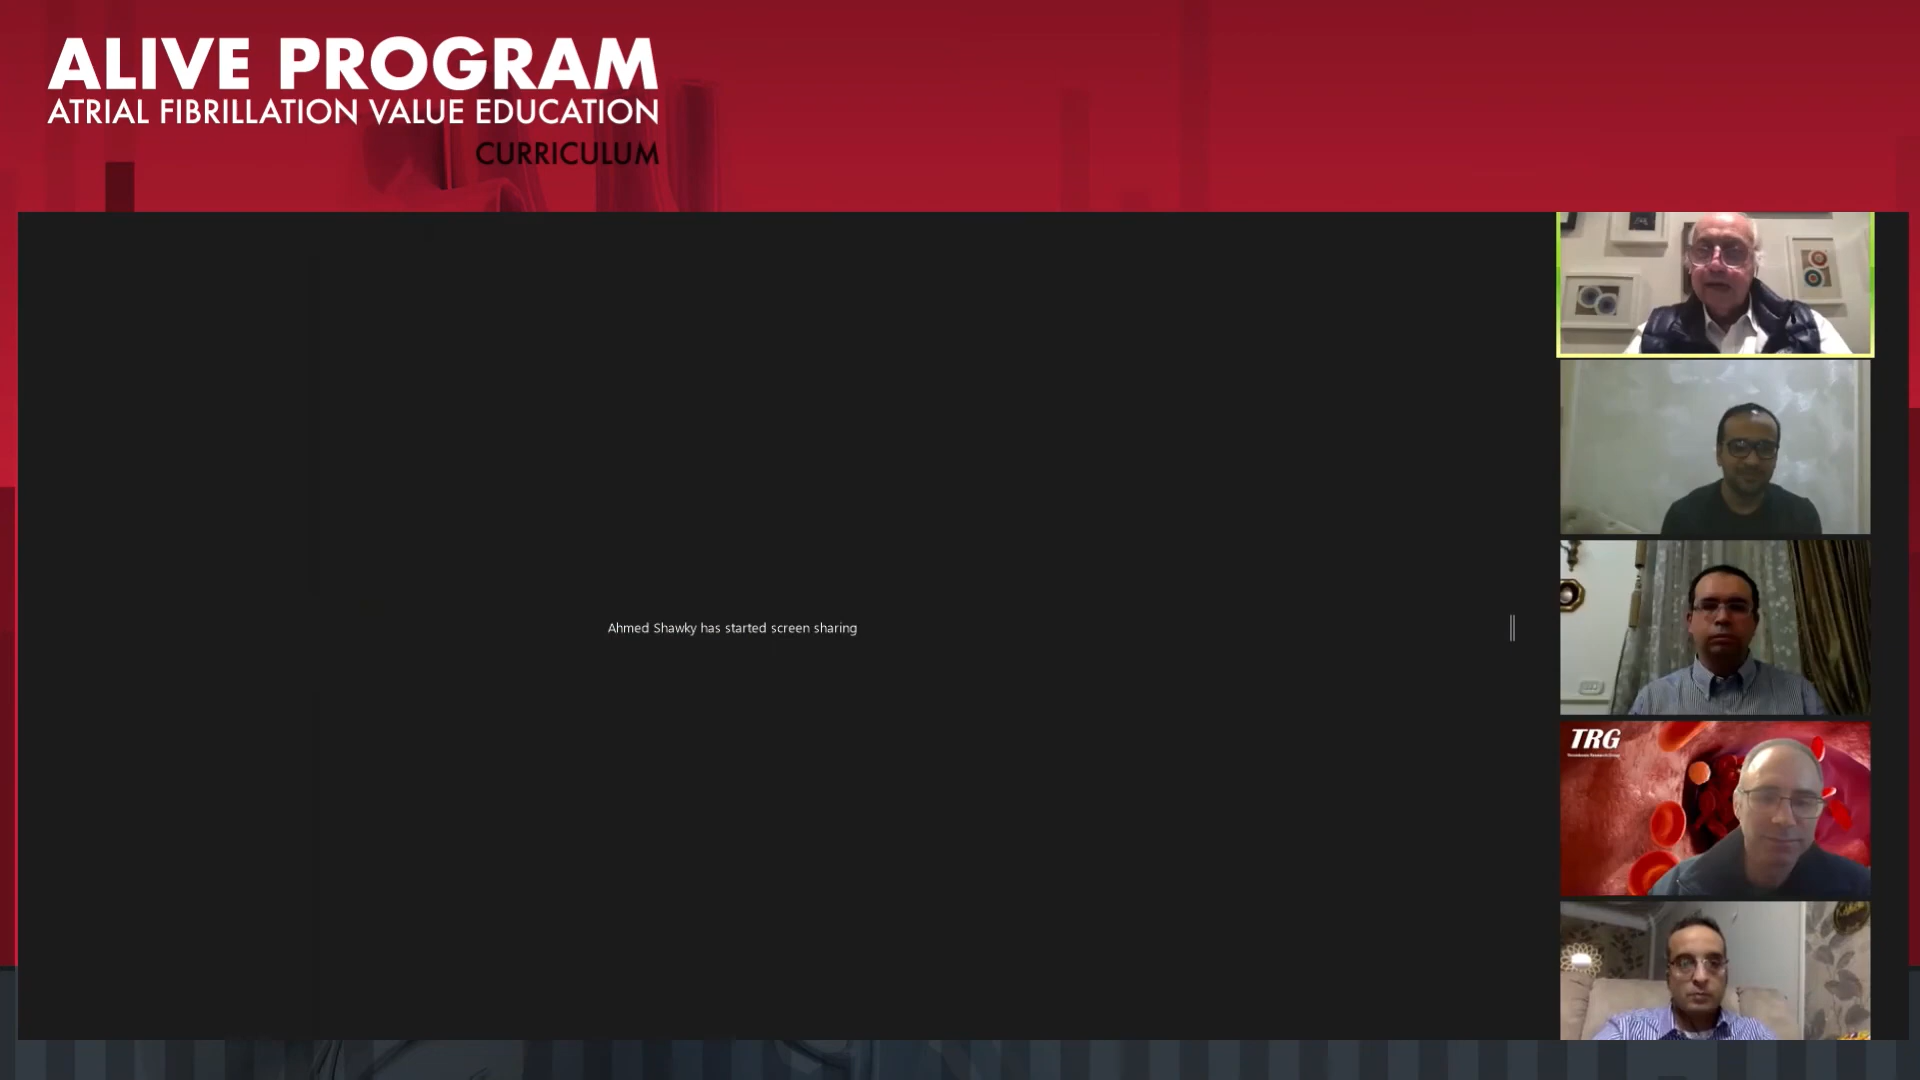 ALIVE PROGRAM
ATRIAL FIBRILLATION VALUE EDUCATION
CURRICULUM
Ahmed Shawky has started screen sharing
TRG